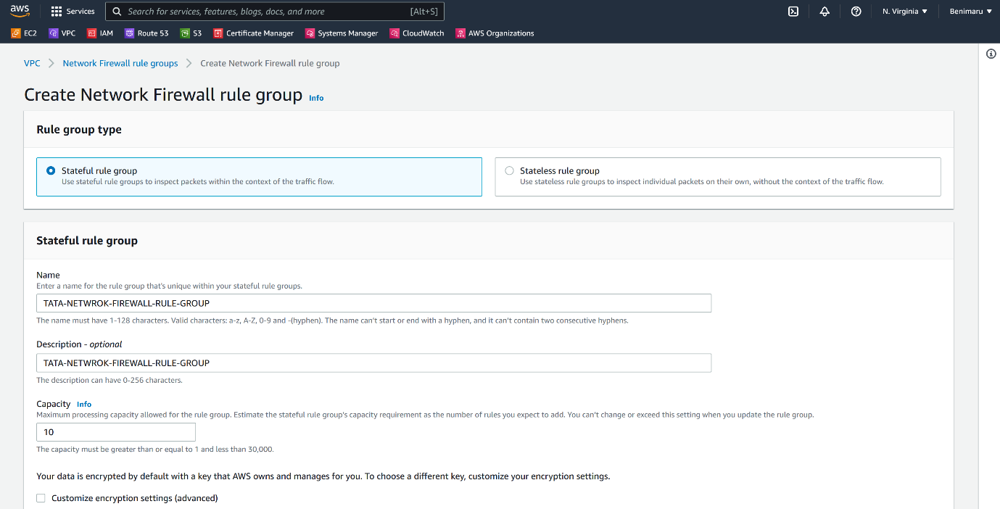 aws Services Search for services, features, blogs, docs, and more [Alt+S] N. Virginia Benimaru
EC2 VPC IAM Route 53 S3 Certificate Manager Systems Manager CloudWatch AWS Organizations
VPC Network Firewall rule groups Create Network Firewall rule group
Create Network Firewall rule group Info
Rule group type
Stateful rule group
Use stateful rule groups to inspect packets within the context of the traffic flow.
Stateless rule group
Use stateless rule groups to inspect individual packets on their own, without the context of the traffic flow.
Stateful rule group
Name
Enter a name for the rule group that's unique within your stateful rule groups.
TATA-NETWROK-FIREWALL-RULE-GROUP
The name must have 1-128 characters. Valid characters: a-z, A-Z, 0-9 and -(hyphen). The name can't start or end with a hyphen, and it can't contain two consecutive hyphens.
Description - optional
TATA-NETWROK-FIREWALL-RULE-GROUP
The description can have 0-256 characters.
Capacity Info
Maximum processing capacity allowed for the rule group. Estimate the stateful rule group's capacity requirement as the number of rules you expect to add. You can't change or exceed this setting when you update the rule group.
10
The capacity must be greater than or equal to 1 and less than 30,000.
Your data is encrypted by default with a key that AWS owns and manages for you. To choose a different key, customize your encryption settings.
Customize encryption settings (advanced)